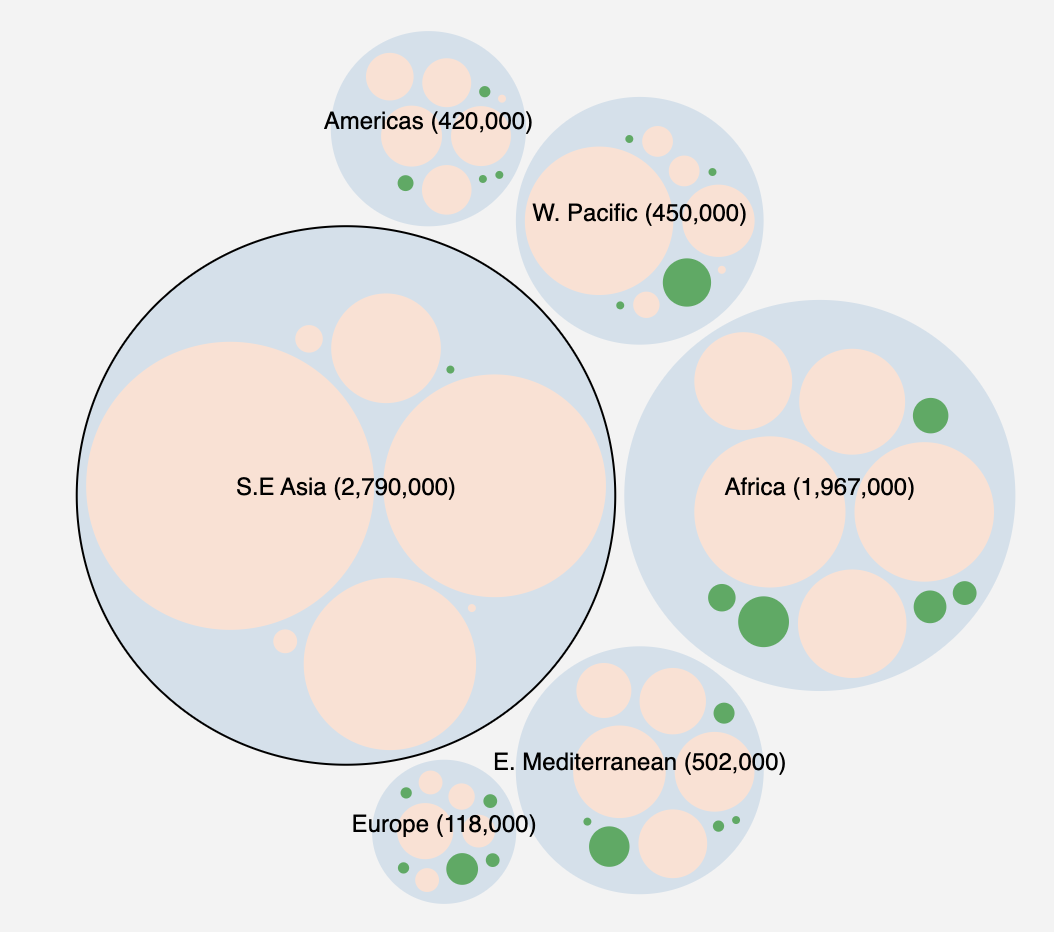 Americas (420,000)
W. Pacific (450,000)
S.E Asia (2,790,000)
Africa (1,967,000)
E. Mediterranean (502,000)
Europe (118,000)